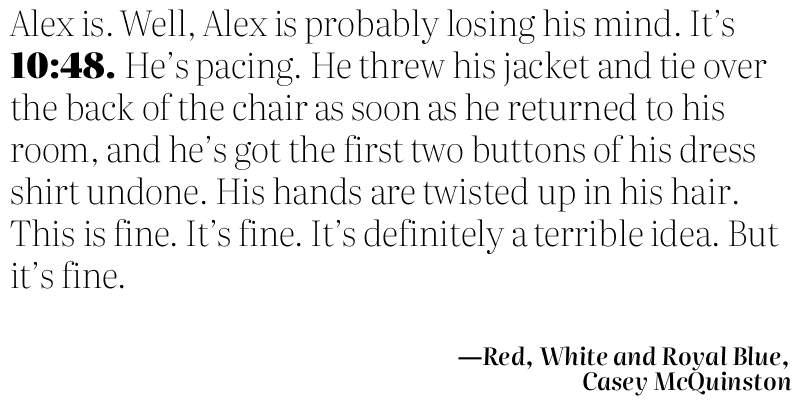 Alex is. Well, Alex is probably losing his mind. It’s
10:48. He’s pacing. He threw his jacket and tie over
the back of the chair as soon as he returned to his
room, and he’s got the first two buttons of his dress
shirt undone. His hands are twisted up in his hair.
This is fine. It’s fine. It’s definitely a terrible idea. But
it’s fine.
—Red, White and Royal Blue,
Casey McQuinston